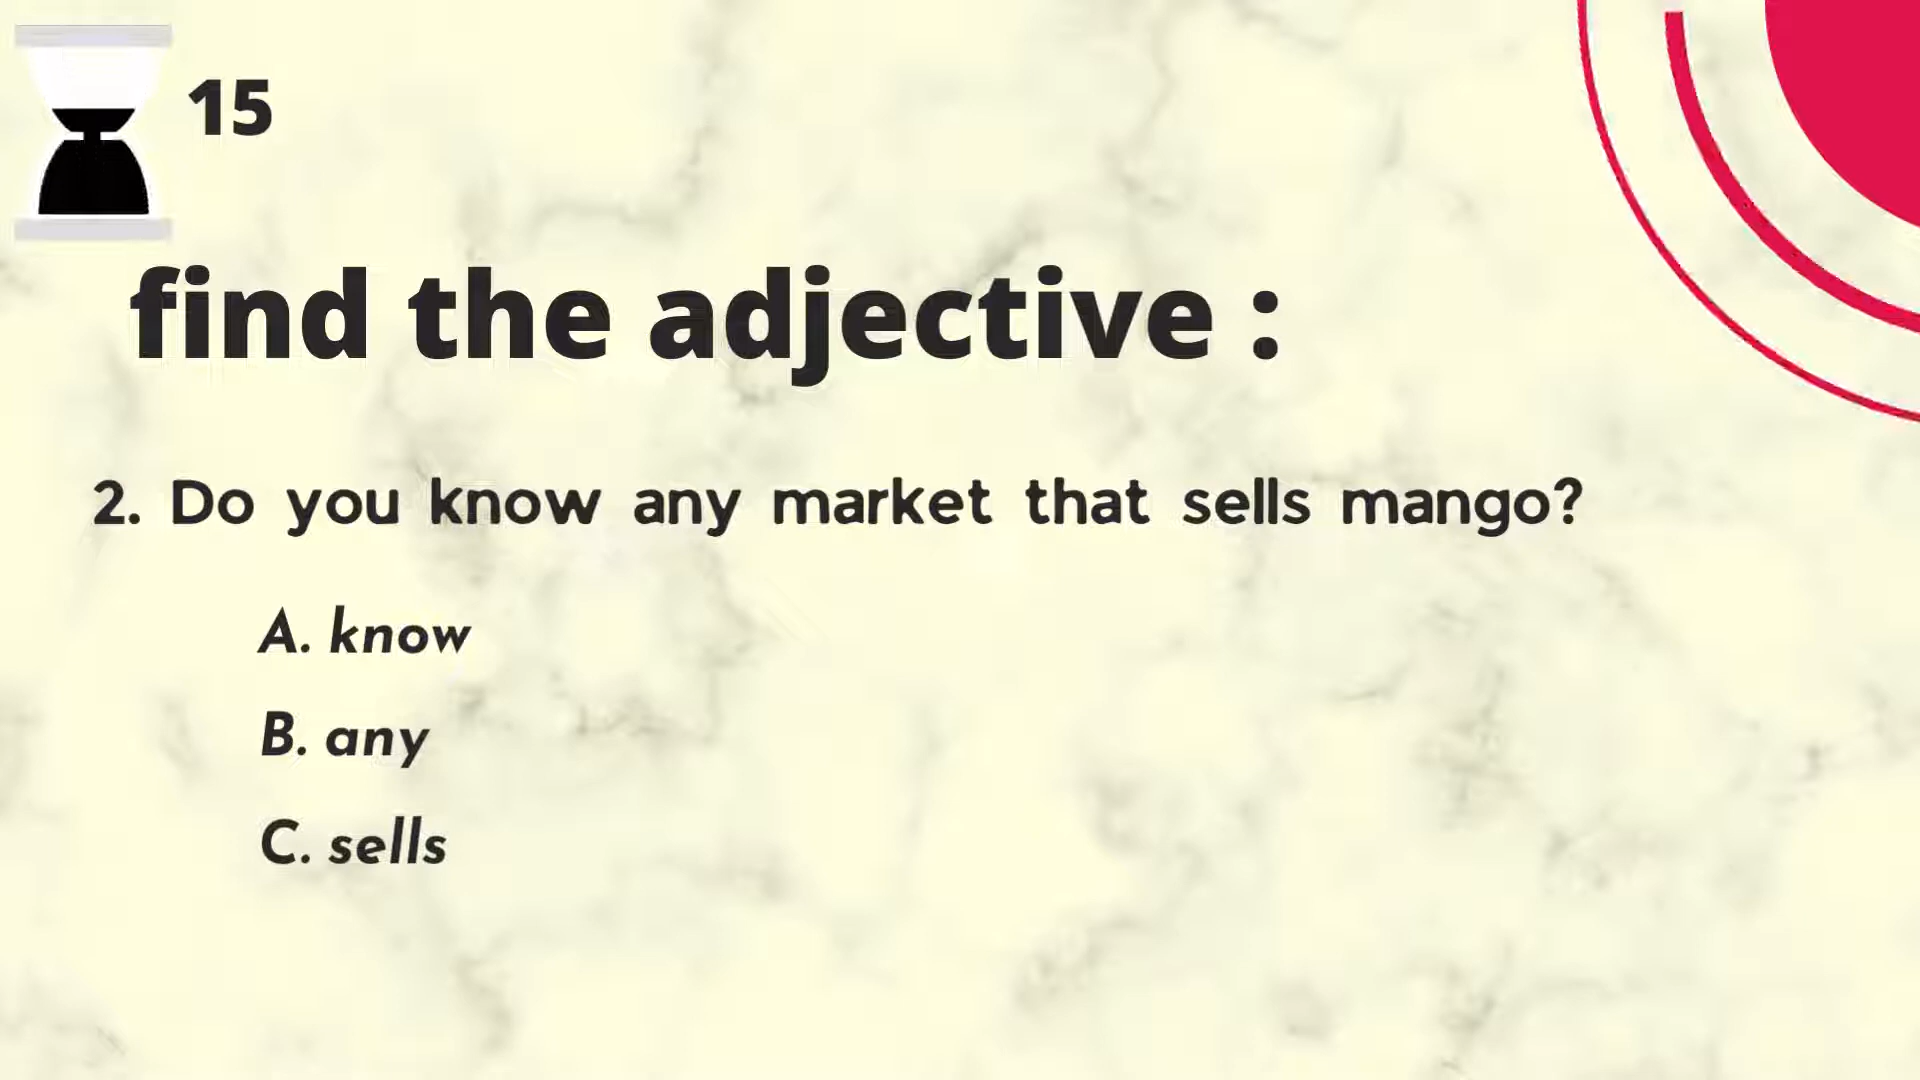 15
find the adjective :
2. Do you know any market that sells mango?
A. know
B. any
C. sells